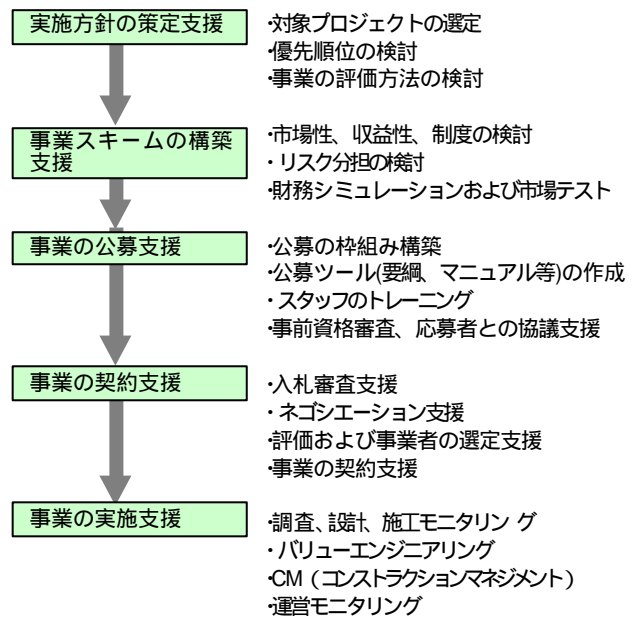 実施方針の策定支援
・対象プロジェクトの選定
・優先順位の検討
・事業の評価方法の検討
事業スキームの構築
支援
・市場性、収益性、制度の検討
・リスク分担の検討
・財務シミュレーションおよび市場テスト
事業の公募支援
・公募の枠組み構築
・公募ツール(要綱、マニュアル等)の作成
・スタッフのトレーニング
・事前資格審査、応募者との協議支援
事業の契約支援
・入札審査支援
・ネゴシエーション支援
・評価および事業者の選定支援
・事業の契約支援
事業の実施支援
・調査、設計、施工モニタリング
・バリューエンジニアリング
・CM（コンストラクションマネジメント）
・運営モニタリング